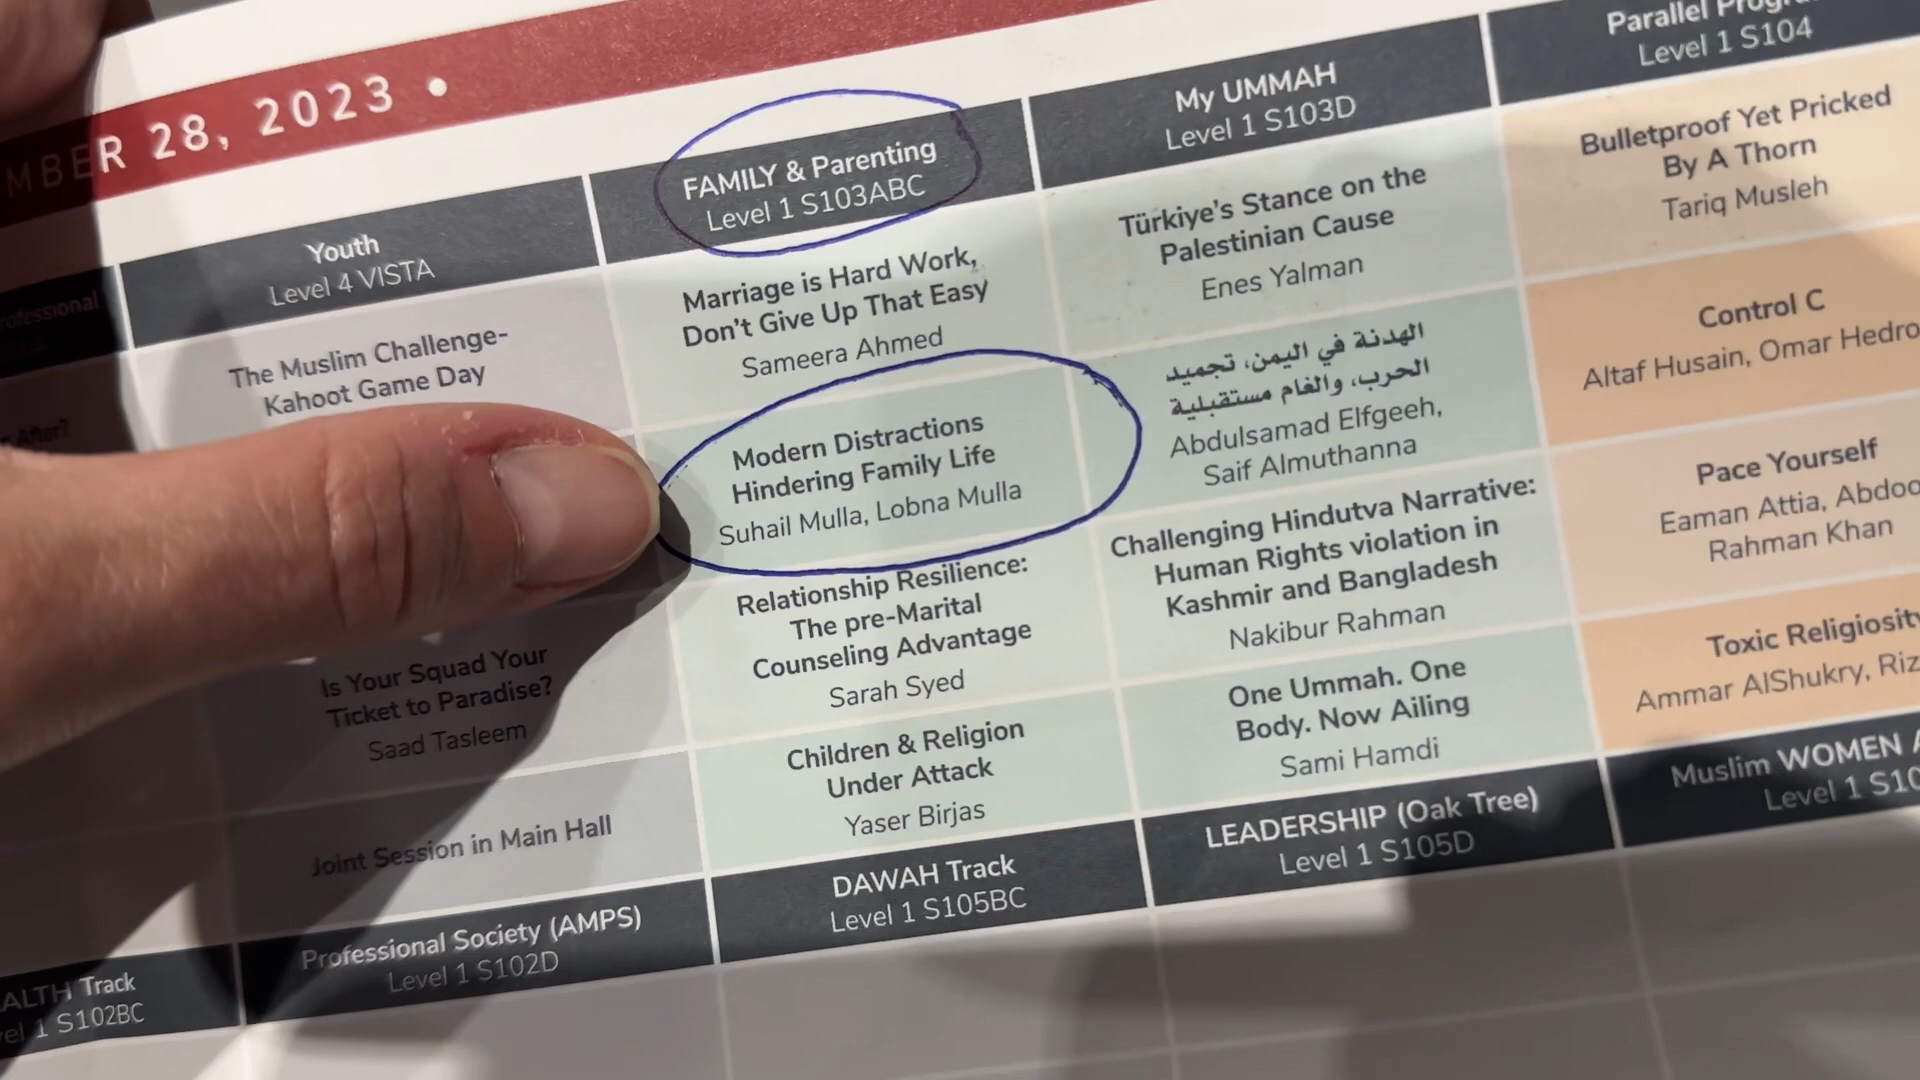 MBER 28, 2023 •
Youth
Level 4 VISTA
The Muslim Challenge-
Kahoot Game Day
Is Your Squad Your
Ticket to Paradise?
Saad Tasleem
Joint Session in Main Hall
FAMILY & Parenting
Level 1 S103ABC
Marriage is Hard Work,
Don't Give Up That Easy
Sameera Ahmed
Modern Distractions
Hindering Family Life
Suhail Mulla, Lobna Mulla
Relationship Resilience:
The pre-Marital
Counseling Advantage
Sarah Syed
Children & Religion
Under Attack
Yaser Birjas
My UMMAH
Level 1 S103D
Türkiye's Stance on the
Palestinian Cause
Enes Yalman
الهدنة في اليمن، تجميد
الحرب، والغام مستقبلية
Abdulsamad Elfgeeh,
Saif Almuthanna
Challenging Hindutva Narrative:
Human Rights violation in
Kashmir and Bangladesh
Nakibur Rahman
One Ummah. One
Body. Now Ailing
Sami Hamdi
Parallel Progr
Level 1 S104
Bulletproof Yet Pricked
By A Thorn
Tariq Musleh
Control C
Altaf Husain, Omar Hedro
Pace Yourself
Eaman Attia, Abdoo
Rahman Khan
Toxic Religiosity
Ammar AlShukry, Riz
ALTH Track
el 1 S102BC
Professional Society (AMPS)
Level 1 S102D
DAWAH Track
Level 1 S105BC
LEADERSHIP (Oak Tree)
Level 1 S105D
Muslim WOMEN A
Level 1 S10
rofessional
After?